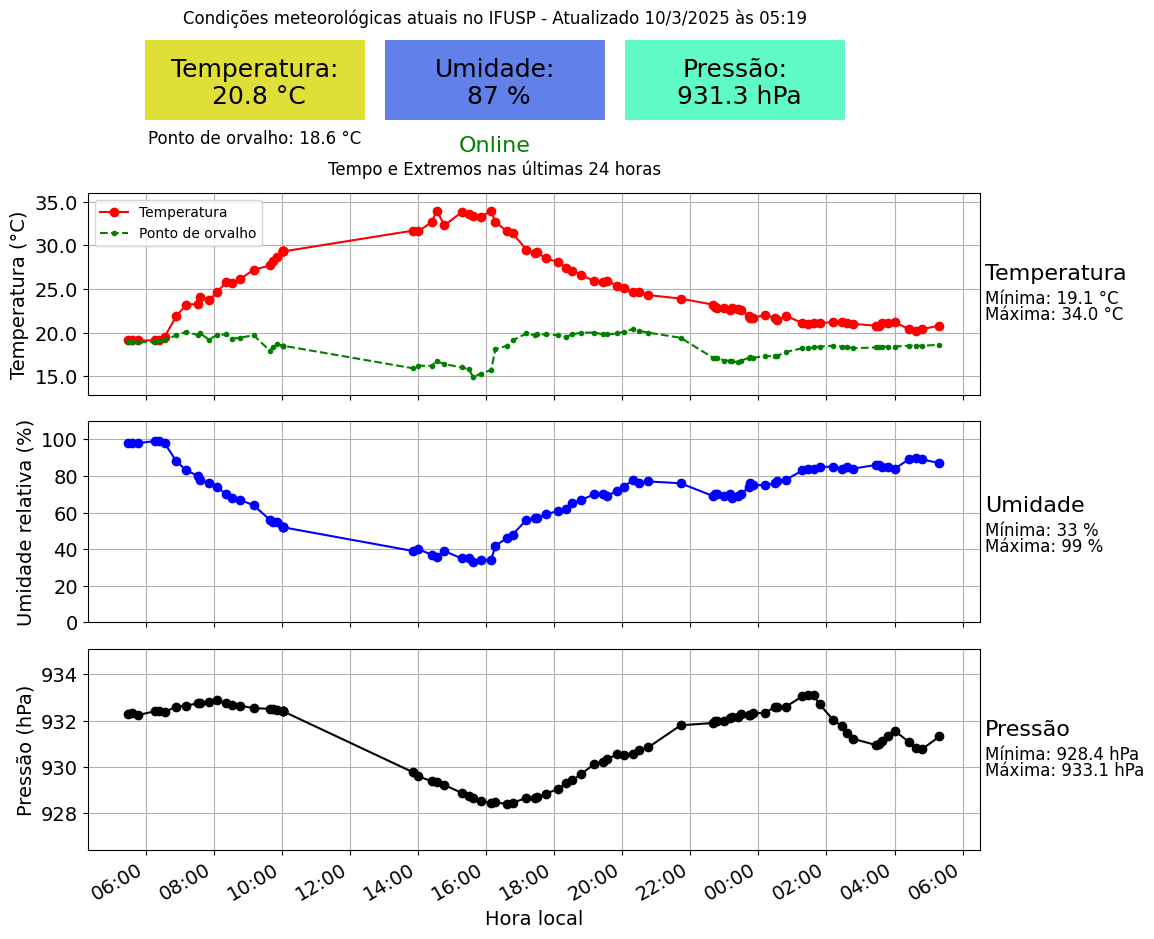 Condições meteorológicas atuais no IFUSP - Atualizado 10/3/2025 às 05:19
Temperatura:
20.8 °C
Umidade:
87 %
Pressão:
931.3 hPa
Ponto de orvalho: 18.6 °C
Online
Tempo e Extremos nas últimas 24 horas
Temperatura (°C)
35.0
30.0
25.0
20.0
15.0
Temperatura
Ponto de orvalho
Temperatura
Mínima: 19.1 °C
Máxima: 34.0 °C
Umidade relativa (%)
100
80
60
40
20
0
Umidade
Mínima: 33 %
Máxima: 99 %
Pressão (hPa)
934
932
930
928
Pressão
Mínima: 928.4 hPa
Máxima: 933.1 hPa
06:00 08:00 10:00 12:00 14:00 16:00 18:00 20:00 22:00 00:00 02:00 04:00 06:00
Hora local